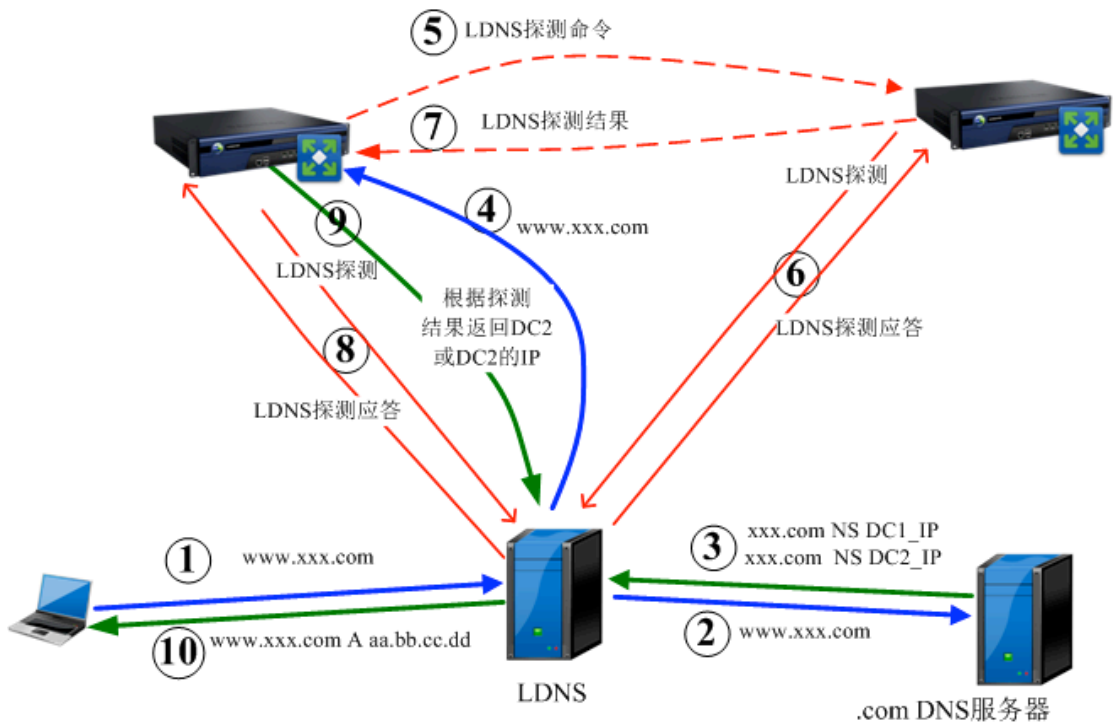 ⑤ LDNS探测命令
⑦ LDNS探测结果
LDNS探测
④ www.xxx.com
⑨
LDNS探测
⑥
根据探测
结果返回DC2
或DC2的IP
LDNS探测应答
⑧
LDNS探测应答
① www.xxx.com
③ xxx.com NS DC1_IP
xxx.com NS DC2_IP
⑩ www.xxx.com A aa.bb.cc.dd
② www.xxx.com
LDNS
.com DNS服务器